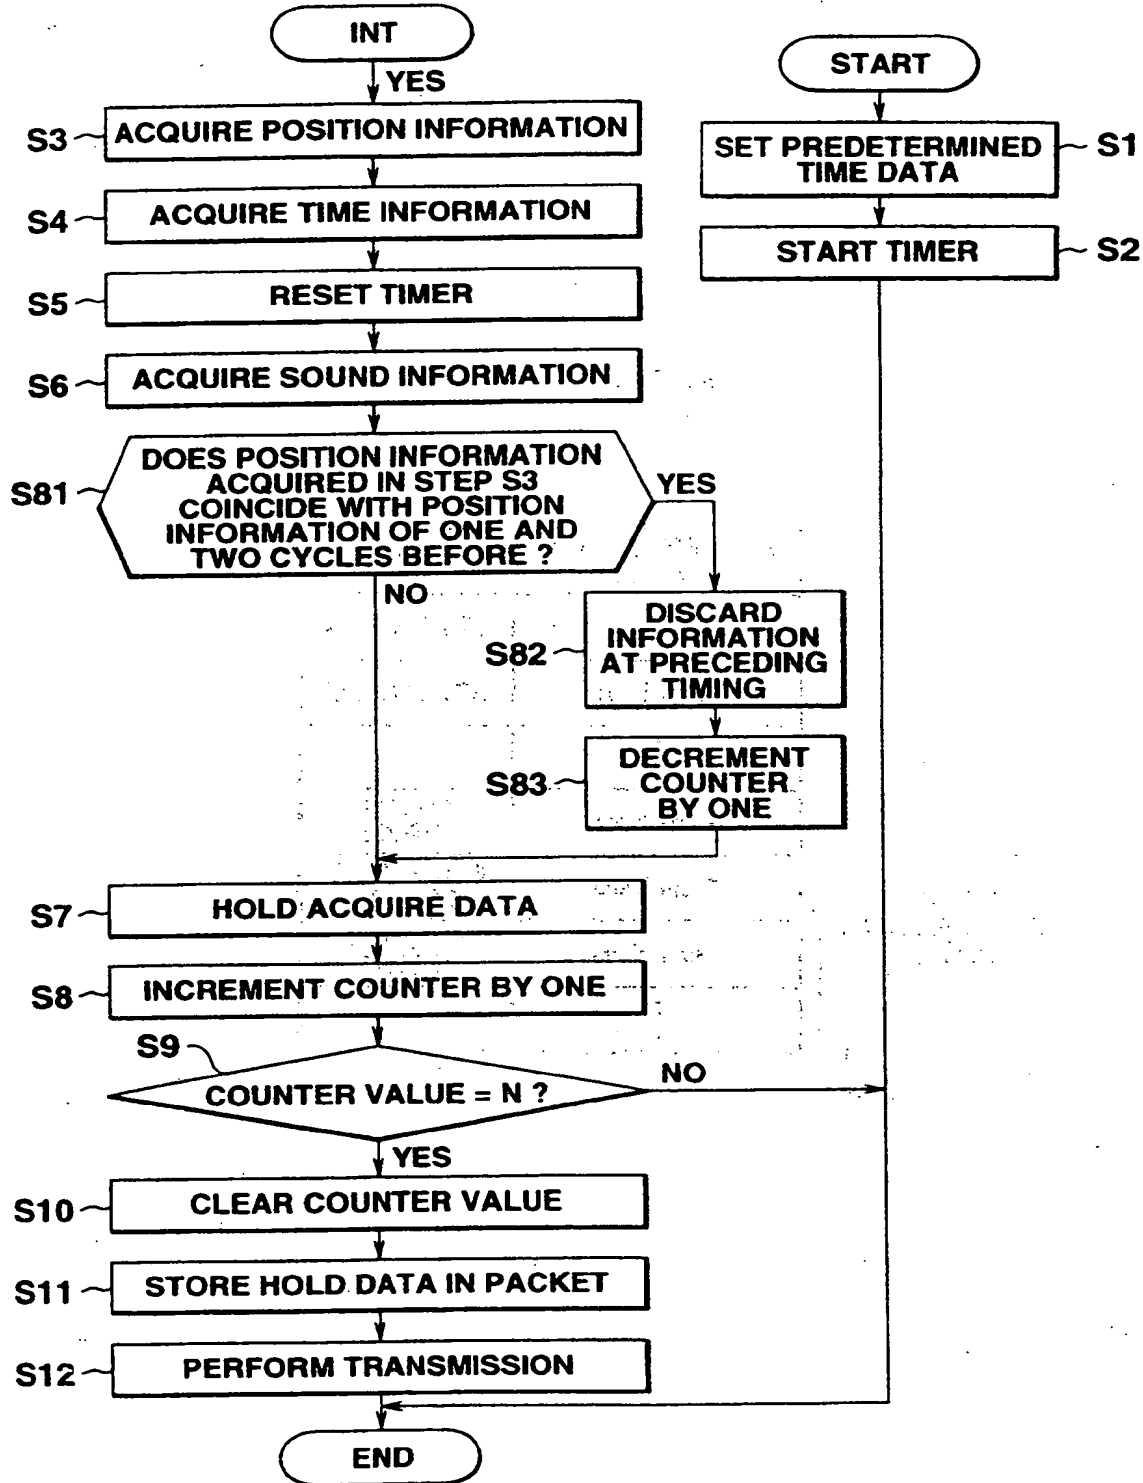 INT
YES
S3
ACQUIRE POSITION INFORMATION
S4
ACQUIRE TIME INFORMATION
S5
RESET TIMER
S6
ACQUIRE SOUND INFORMATION
S81
DOES POSITION INFORMATION
ACQUIRED IN STEP S3
COINCIDE WITH POSITION
INFORMATION OF ONE AND
TWO CYCLES BEFORE ?
YES
NO
S82
DISCARD
INFORMATION
AT PRECEDING
TIMING
S83
DECREMENT
COUNTER
BY ONE
S7
HOLD ACQUIRE DATA
S8
INCREMENT COUNTER BY ONE
S9
COUNTER VALUE = N ?
NO
YES
S10
CLEAR COUNTER VALUE
S11
STORE HOLD DATA IN PACKET
S12
PERFORM TRANSMISSION
END
START
SET PREDETERMINED
TIME DATA
S1
START TIMER
S2